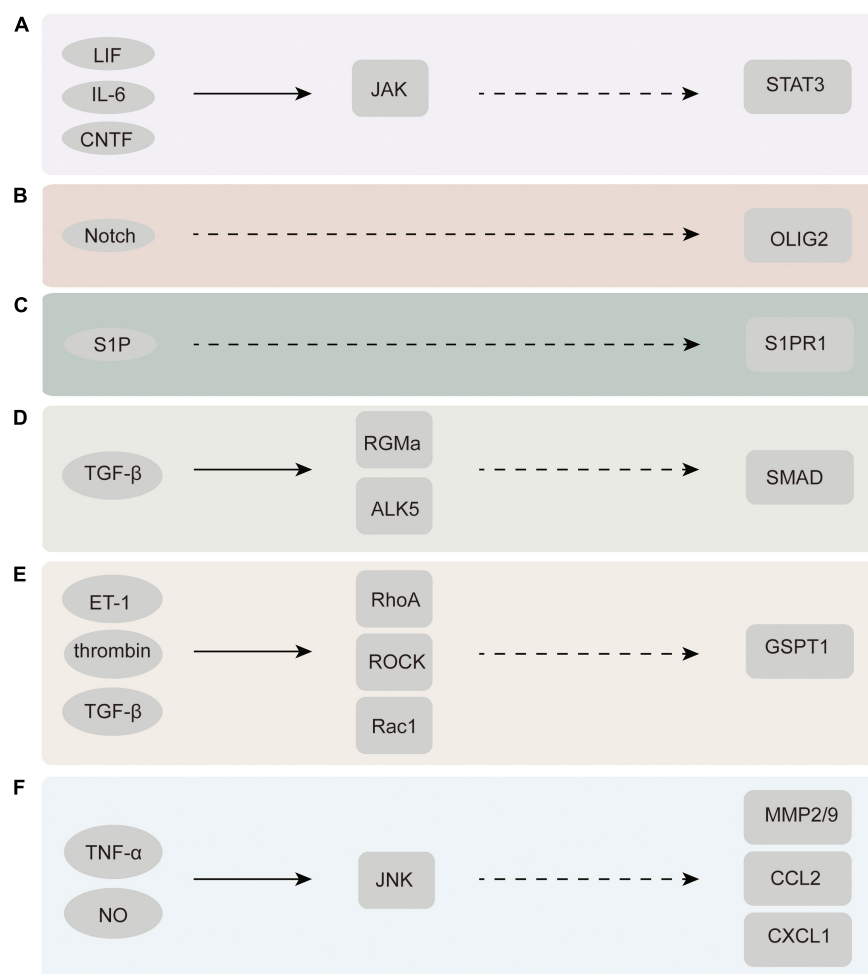 A
LIF
IL-6
CNTF
JAK
STAT3
B
Notch
OLIG2
C
S1P
S1PR1
D
TGF-β
RGMa
ALK5
SMAD
E
ET-1
thrombin
TGF-β
RhoA
ROCK
Rac1
GSPT1
F
TNF-α
NO
JNK
MMP2/9
CCL2
CXCL1